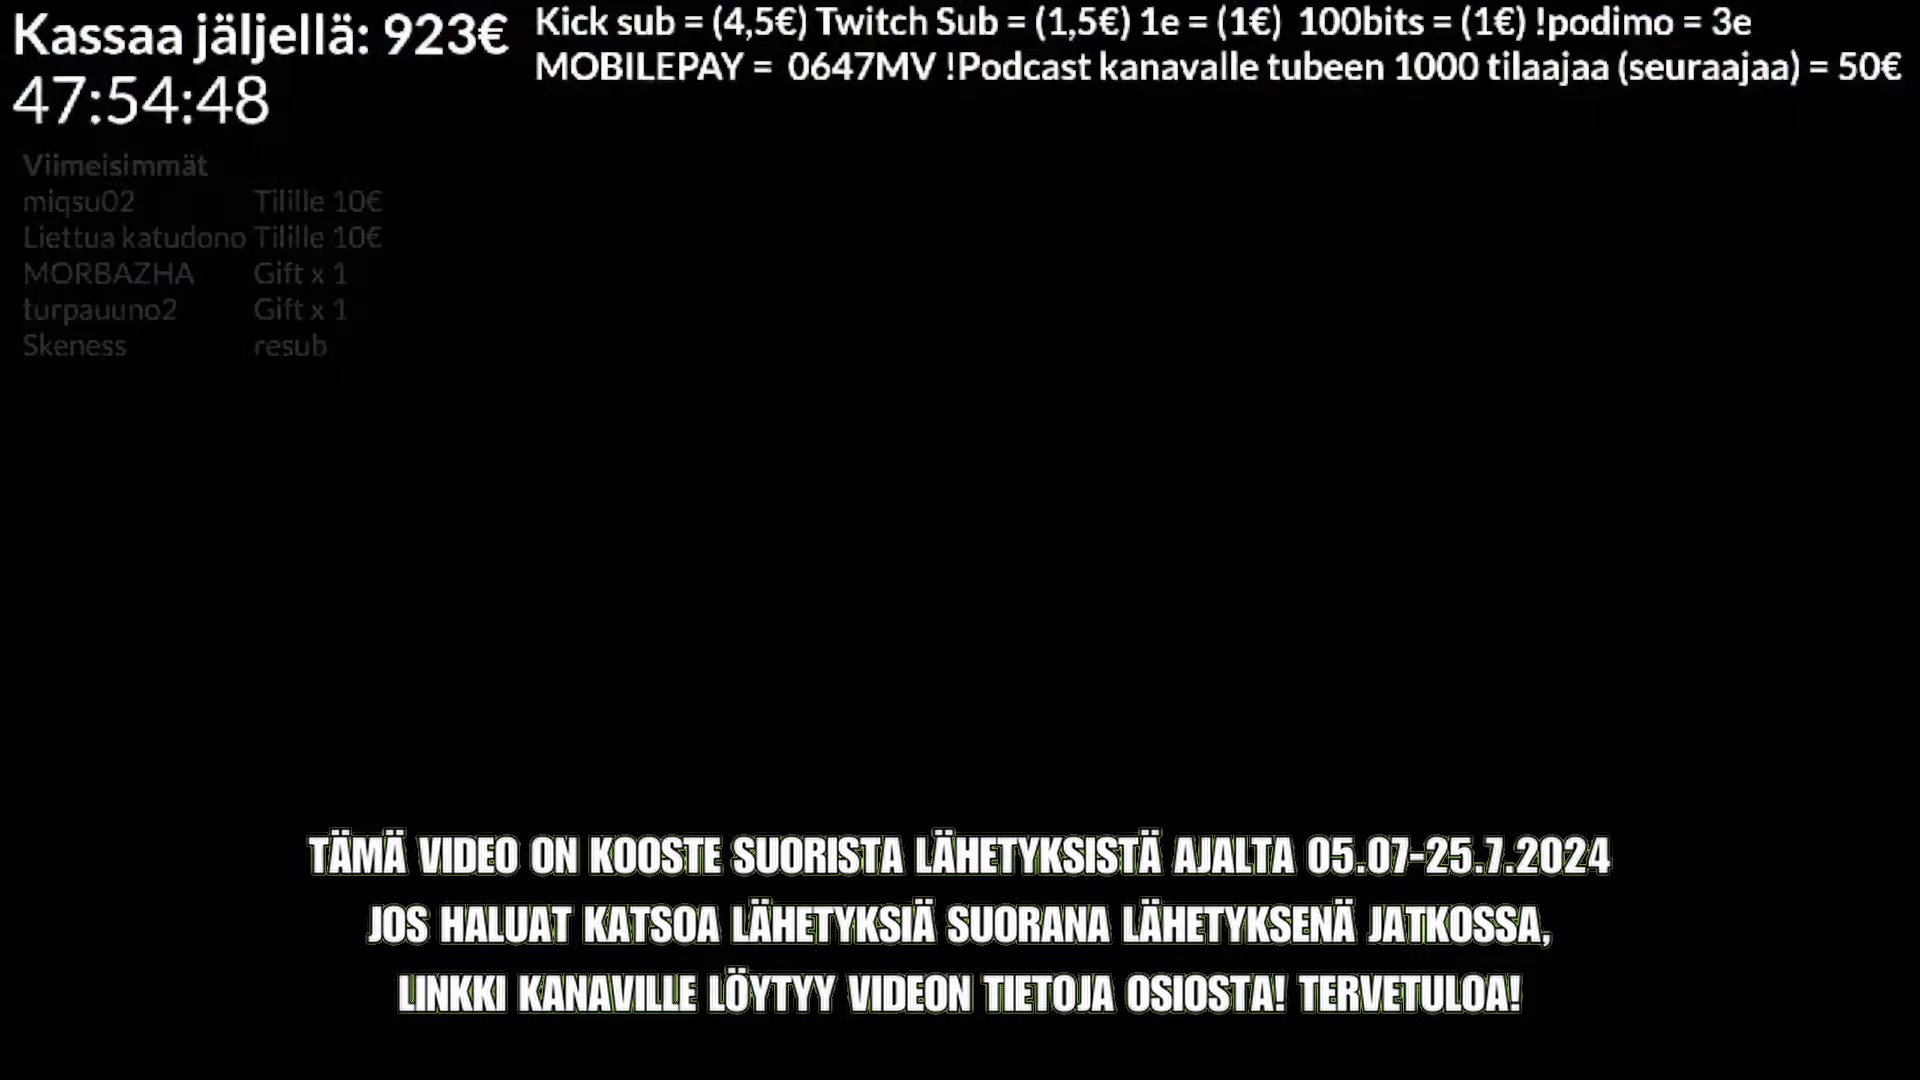 Kassaa jäljellä: 923€
47:54:48
Kick sub = (4,5€) Twitch Sub = (1,5€) 1e = (1€) 100bits = (1€) !podimo = 3e
MOBILEPAY = 0647MV !Podcast kanavalle tubeen 1000 tilaajaa (seuraajaa) = 50€
Viimeisimmät
miqsu02 Tilille 10€
Liettua katudono Tilille 10€
MORBAZHA Gift x 1
turpauuno2 Gift x 1
Skeness resub
TÄMÄ VIDEO ON KOOSTE SUORISTA LÄHETYKSISTÄ AJALTA 05.07-25.7.2024
JOS HALUAT KATSOA LÄHETYKSIÄ SUORANA LÄHETYKSENÄ JATKOSSA,
LINKKI KANAVILLE LÖYTYY VIDEON TIETOJA OSIOSTA! TERVETULOA!